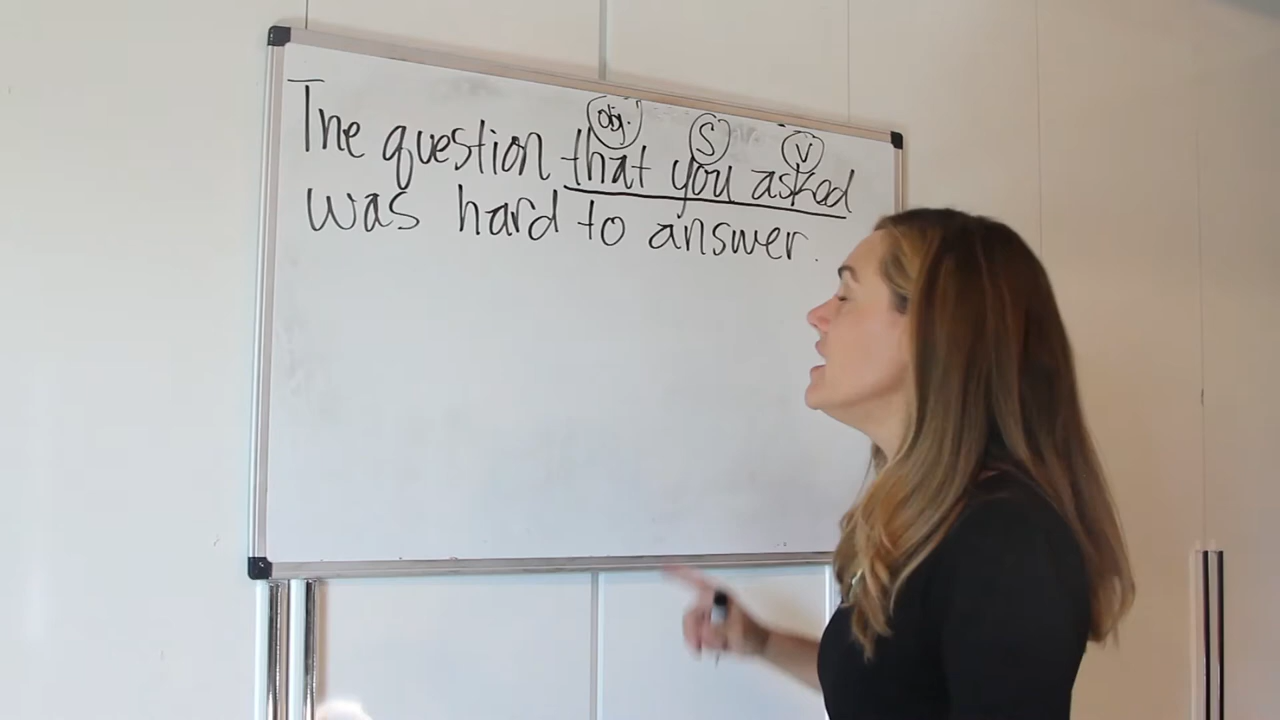 obj. S V
The question that you asked
was hard to answer.